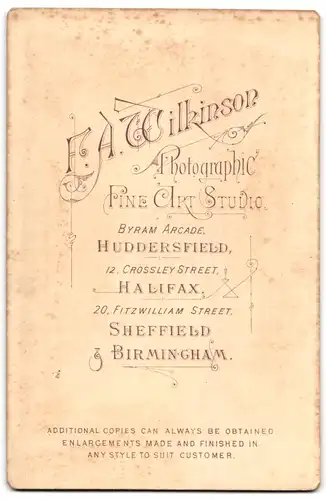 E. A. Wilkinson
Photographic
Fine Art Studio.
BYRAM ARCADE,
HUDDERSFIELD,
12. CROSSLEY STREET,
HALIFAX,
20, FITZWILLIAM STREET,
SHEFFIELD
& BIRMINGHAM.
ADDITIONAL COPIES CAN ALWAYS BE OBTAINED
ENLARGEMENTS MADE AND FINISHED IN
ANY STYLE TO SUIT CUSTOMER.